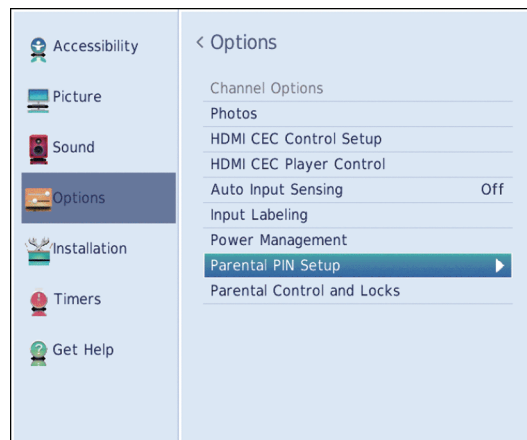 Accessibility
Picture
Sound
Options
Installation
Timers
Get Help
< Options
Channel Options
Photos
HDMI CEC Control Setup
HDMI CEC Player Control
Auto Input Sensing Off
Input Labeling
Power Management
Parental PIN Setup
Parental Control and Locks